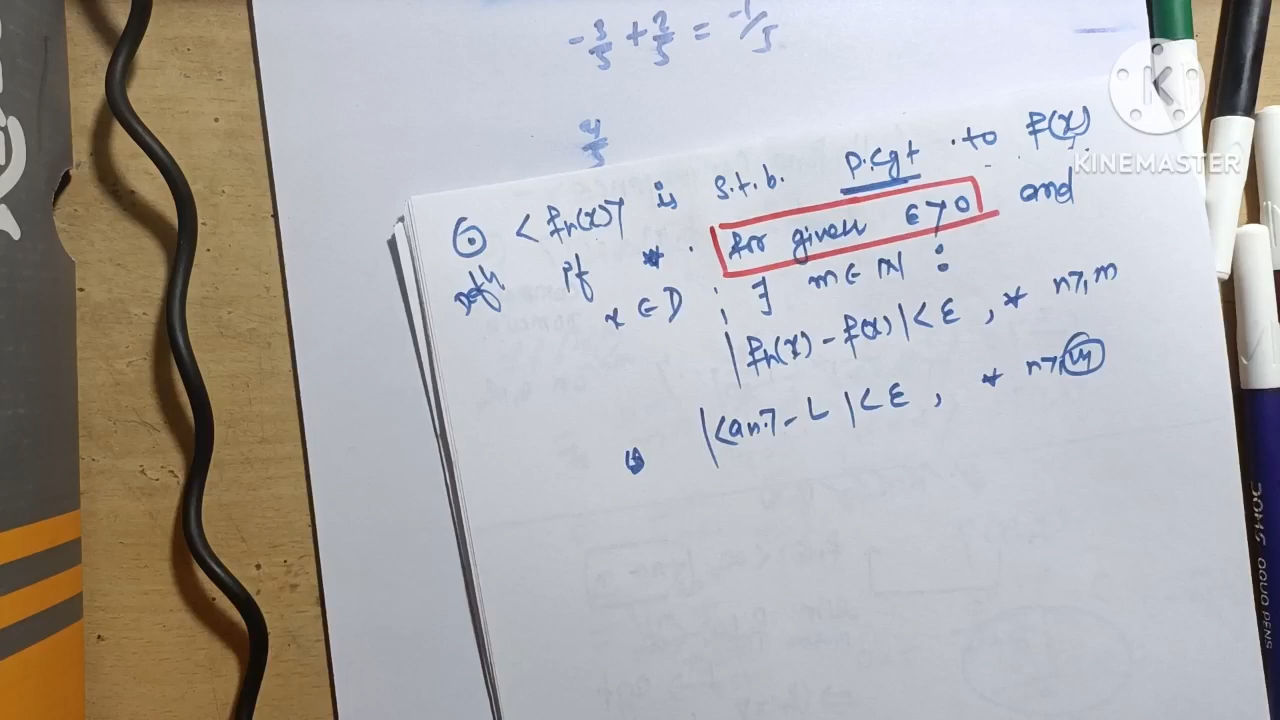 -3/5 + 2/5 = -1/5
4/5
KINEMASTER
⊙ < fn(x) > is s.t.b. p.cgt. to f(x)
Defn if * . for given ε > 0 and
x ∈ D ; ∃ m ∈ ℕ :
| fn(x) - f(x) | < ε , * n ≥ m
| <an> - L | < ε , * n ≥ m